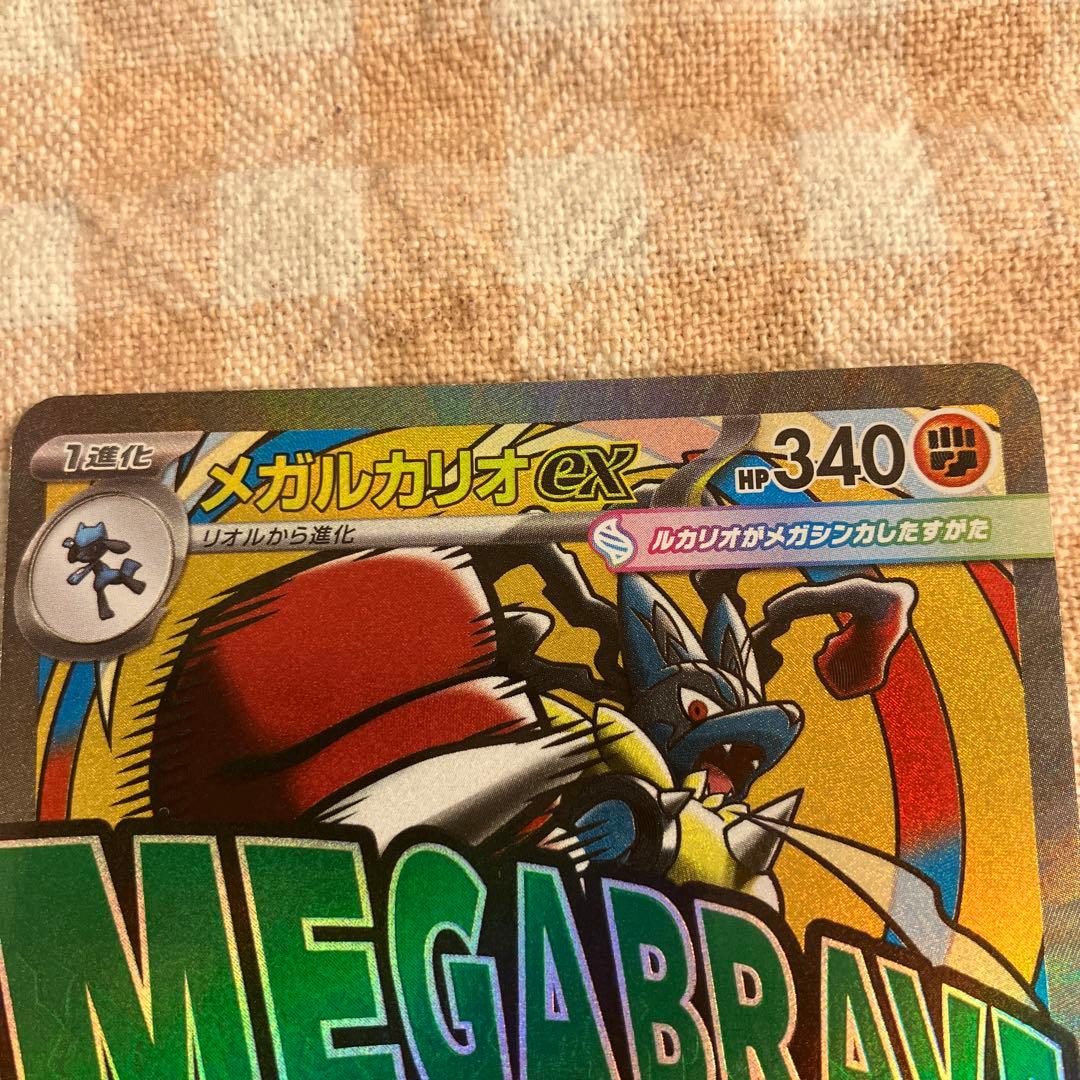 1進化
メガルカリオex
HP340
リオルから進化
ルカリオがメガシンカしたすがた
MEGABRAVE